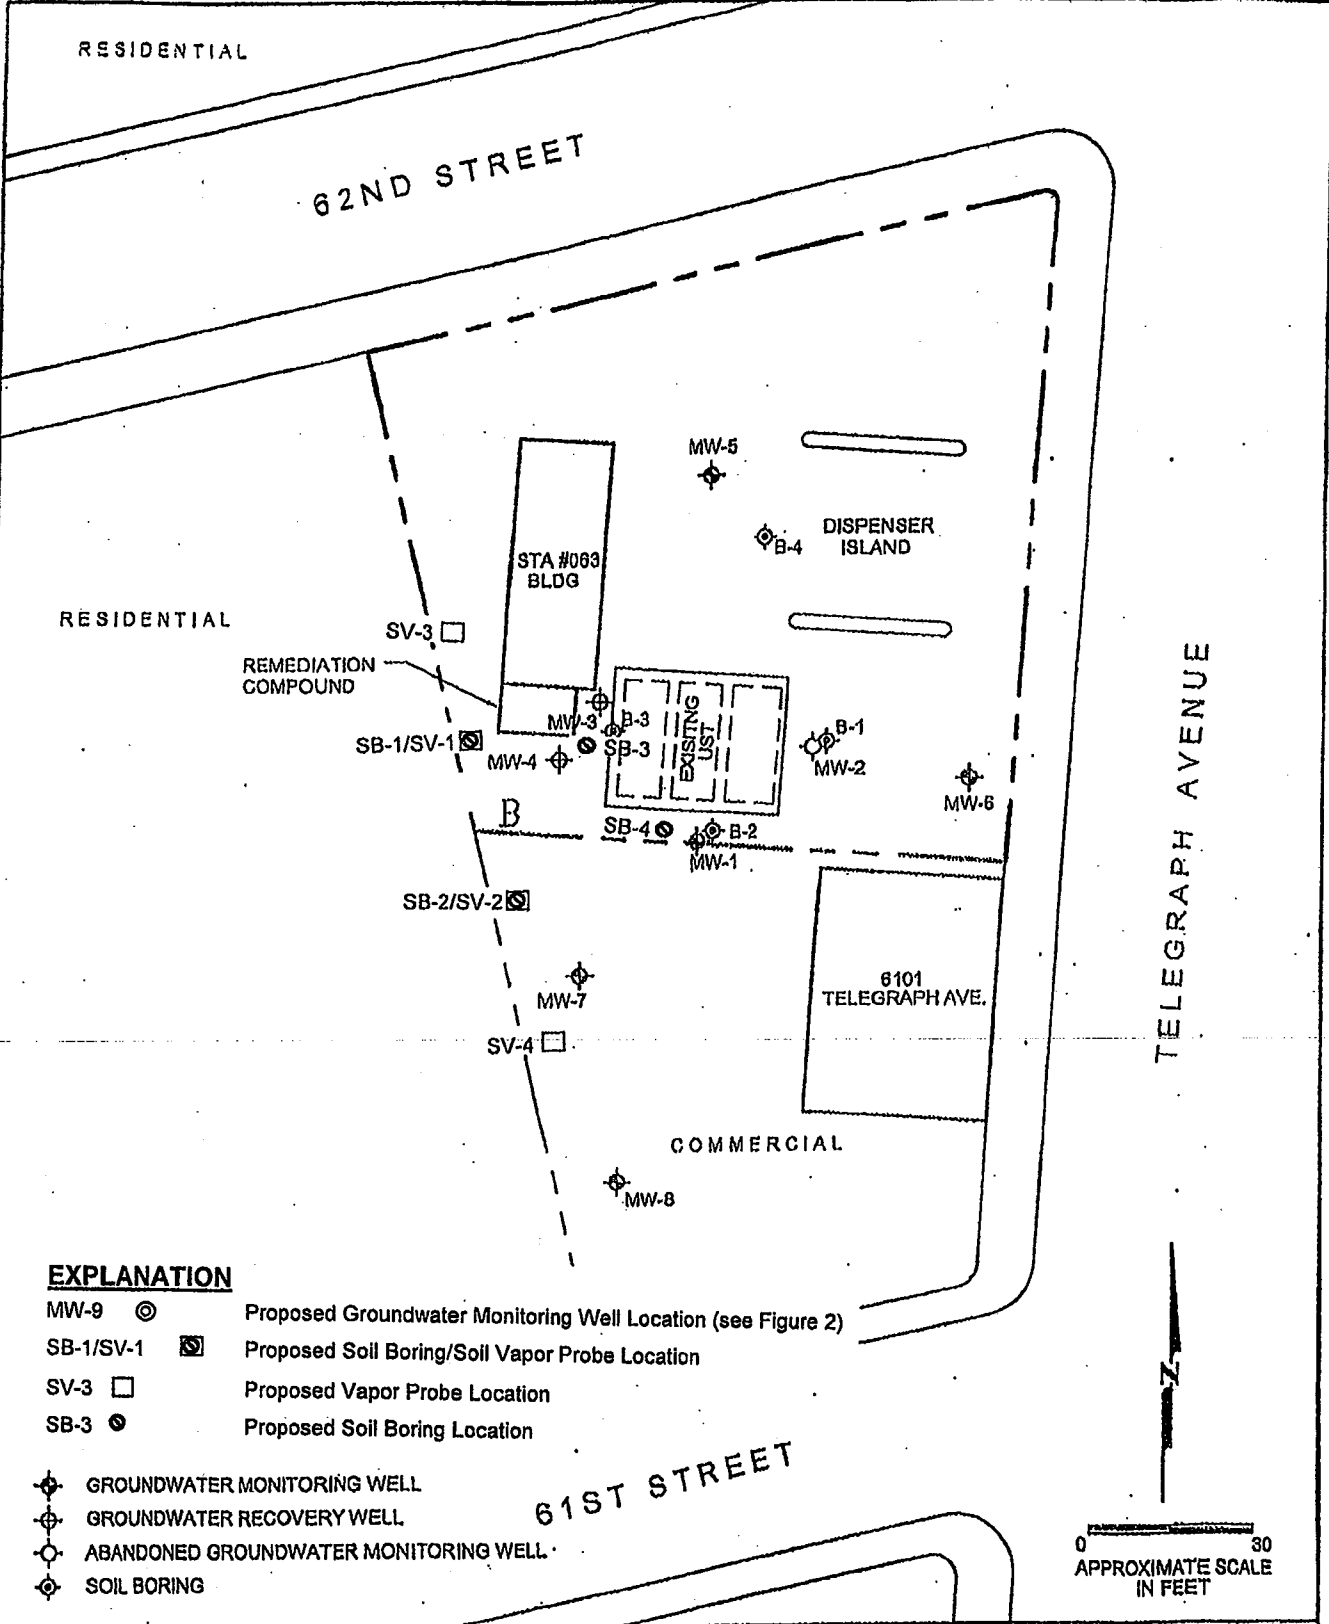 RESIDENTIAL
62ND STREET
MW-5
B-4
DISPENSER
ISLAND
STA #063
BLDG
RESIDENTIAL
SV-3
REMEDIATION
COMPOUND
MW-3
B-3
EXISITNG
UST
B-1
SB-1/SV-1
SB-3
MW-4
MW-2
MW-6
B
SB-4
B-2
MW-1
SB-2/SV-2
TELEGRAPH AVENUE
6101
TELEGRAPH AVE.
MW-7
SV-4
COMMERCIAL
MW-8
EXPLANATION
MW-9 Proposed Groundwater Monitoring Well Location (see Figure 2)
SB-1/SV-1 Proposed Soil Boring/Soil Vapor Probe Location
SV-3 Proposed Vapor Probe Location
SB-3 Proposed Soil Boring Location
GROUNDWATER MONITORING WELL
GROUNDWATER RECOVERY WELL
ABANDONED GROUNDWATER MONITORING WELL
SOIL BORING
61ST STREET
N
0 30
APPROXIMATE SCALE
IN FEET